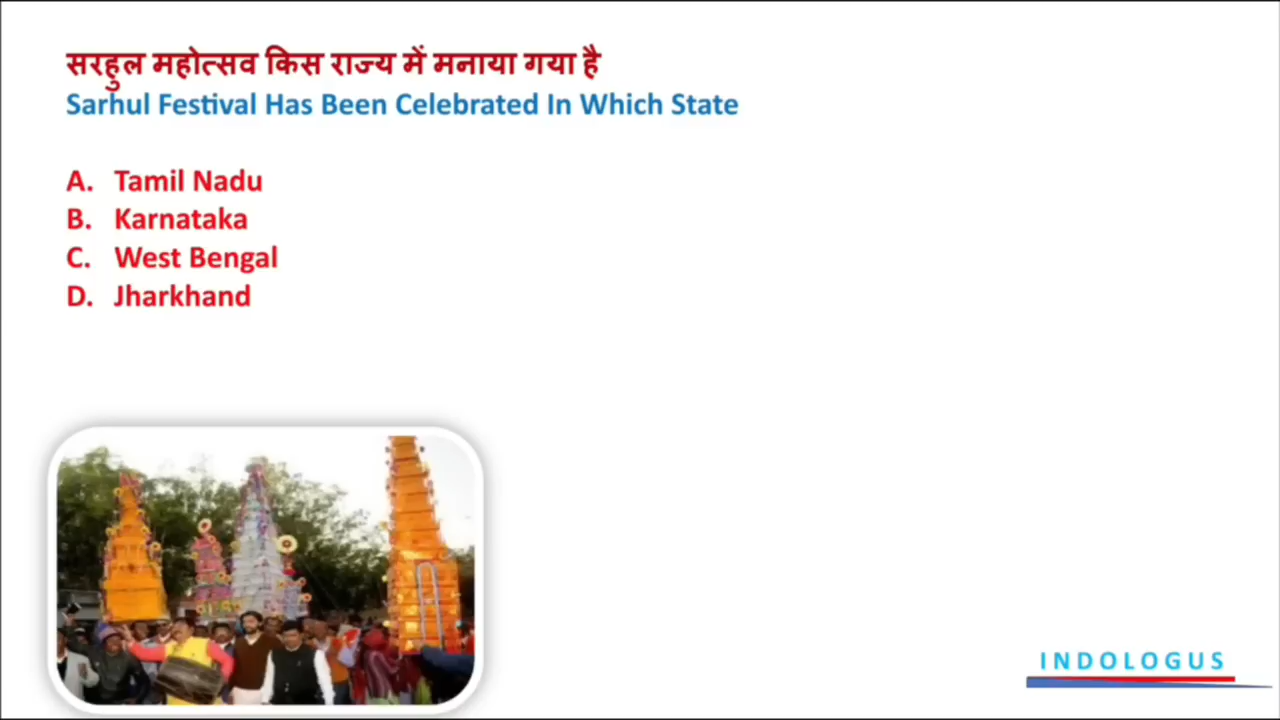 सरहुल महोत्सव किस राज्य में मनाया गया है
Sarhul Festival Has Been Celebrated In Which State
A. Tamil Nadu
B. Karnataka
C. West Bengal
D. Jharkhand
INDOLOGUS